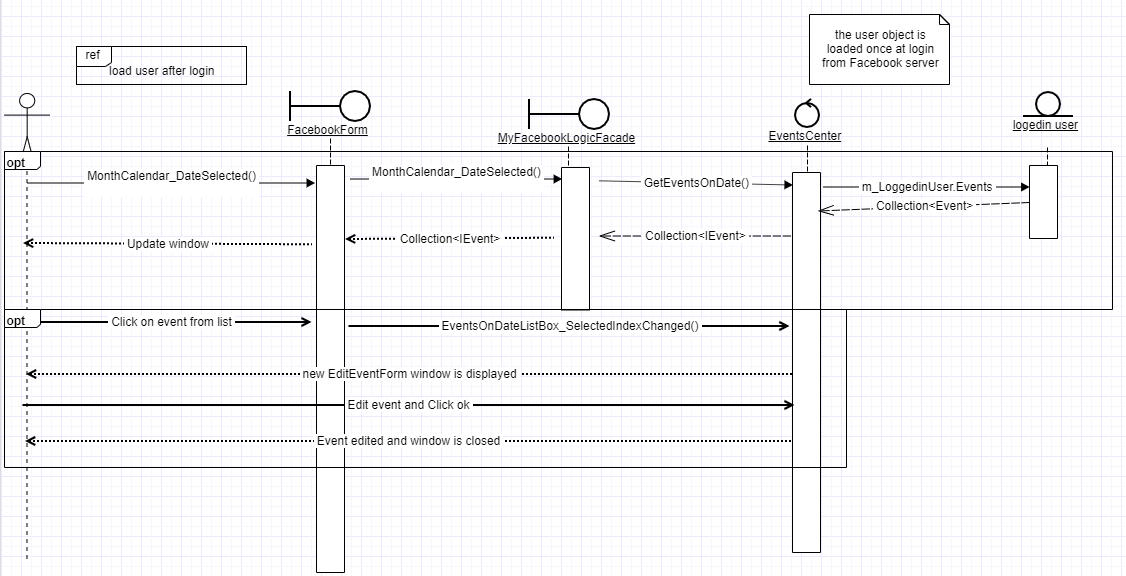 ref
load user after login
the user object is
loaded once at login
from Facebook server
FacebookForm
MyFacebookLogicFacade
EventsCenter
logedin user
opt
MonthCalendar_DateSelected()
MonthCalendar_DateSelected()
GetEventsOnDate()
m_LoggedinUser.Events
Collection<Event>
Update window
Collection<IEvent>
Collection<IEvent>
opt
Click on event from list
EventsOnDateListBox_SelectedIndexChanged()
new EditEventForm window is displayed
Edit event and Click ok
Event edited and window is closed